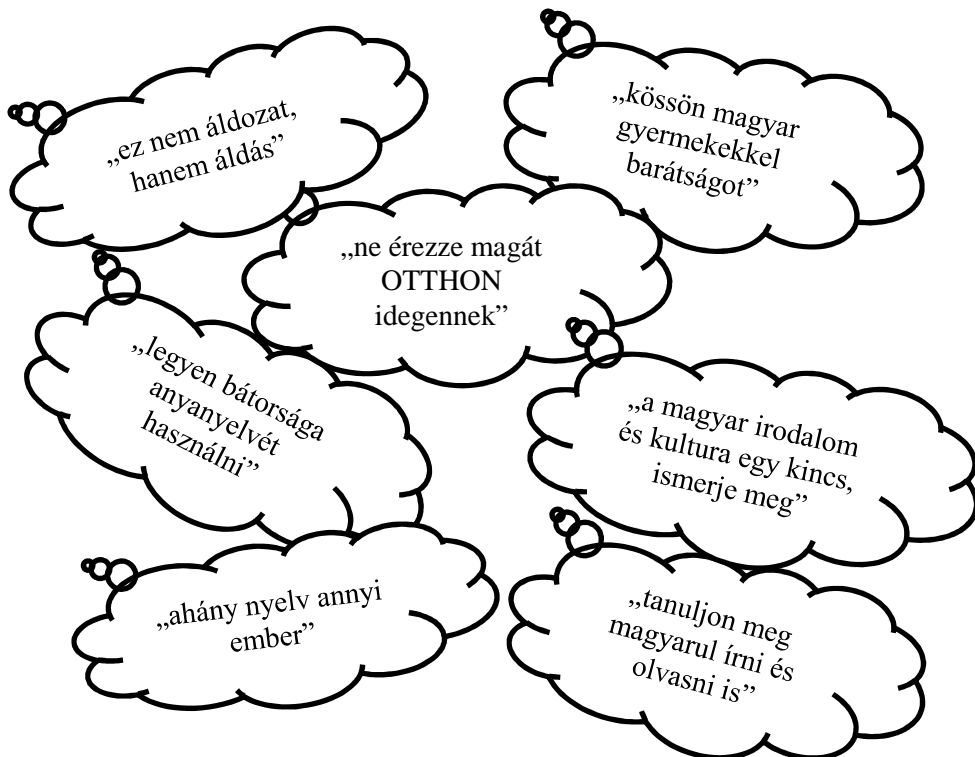 „ez nem áldozat,
hanem áldás”
„kössön magyar
gyermekekkel
barátságot”
„ne érezze magát
OTTHON
idegennek”
„legyen bátorsága
anyanyelvét
használni”
„a magyar irodalom
és kultura egy kincs,
ismerje meg”
„ahány nyelv annyi
ember”
„tanuljon meg
magyarul írni és
olvasni is”